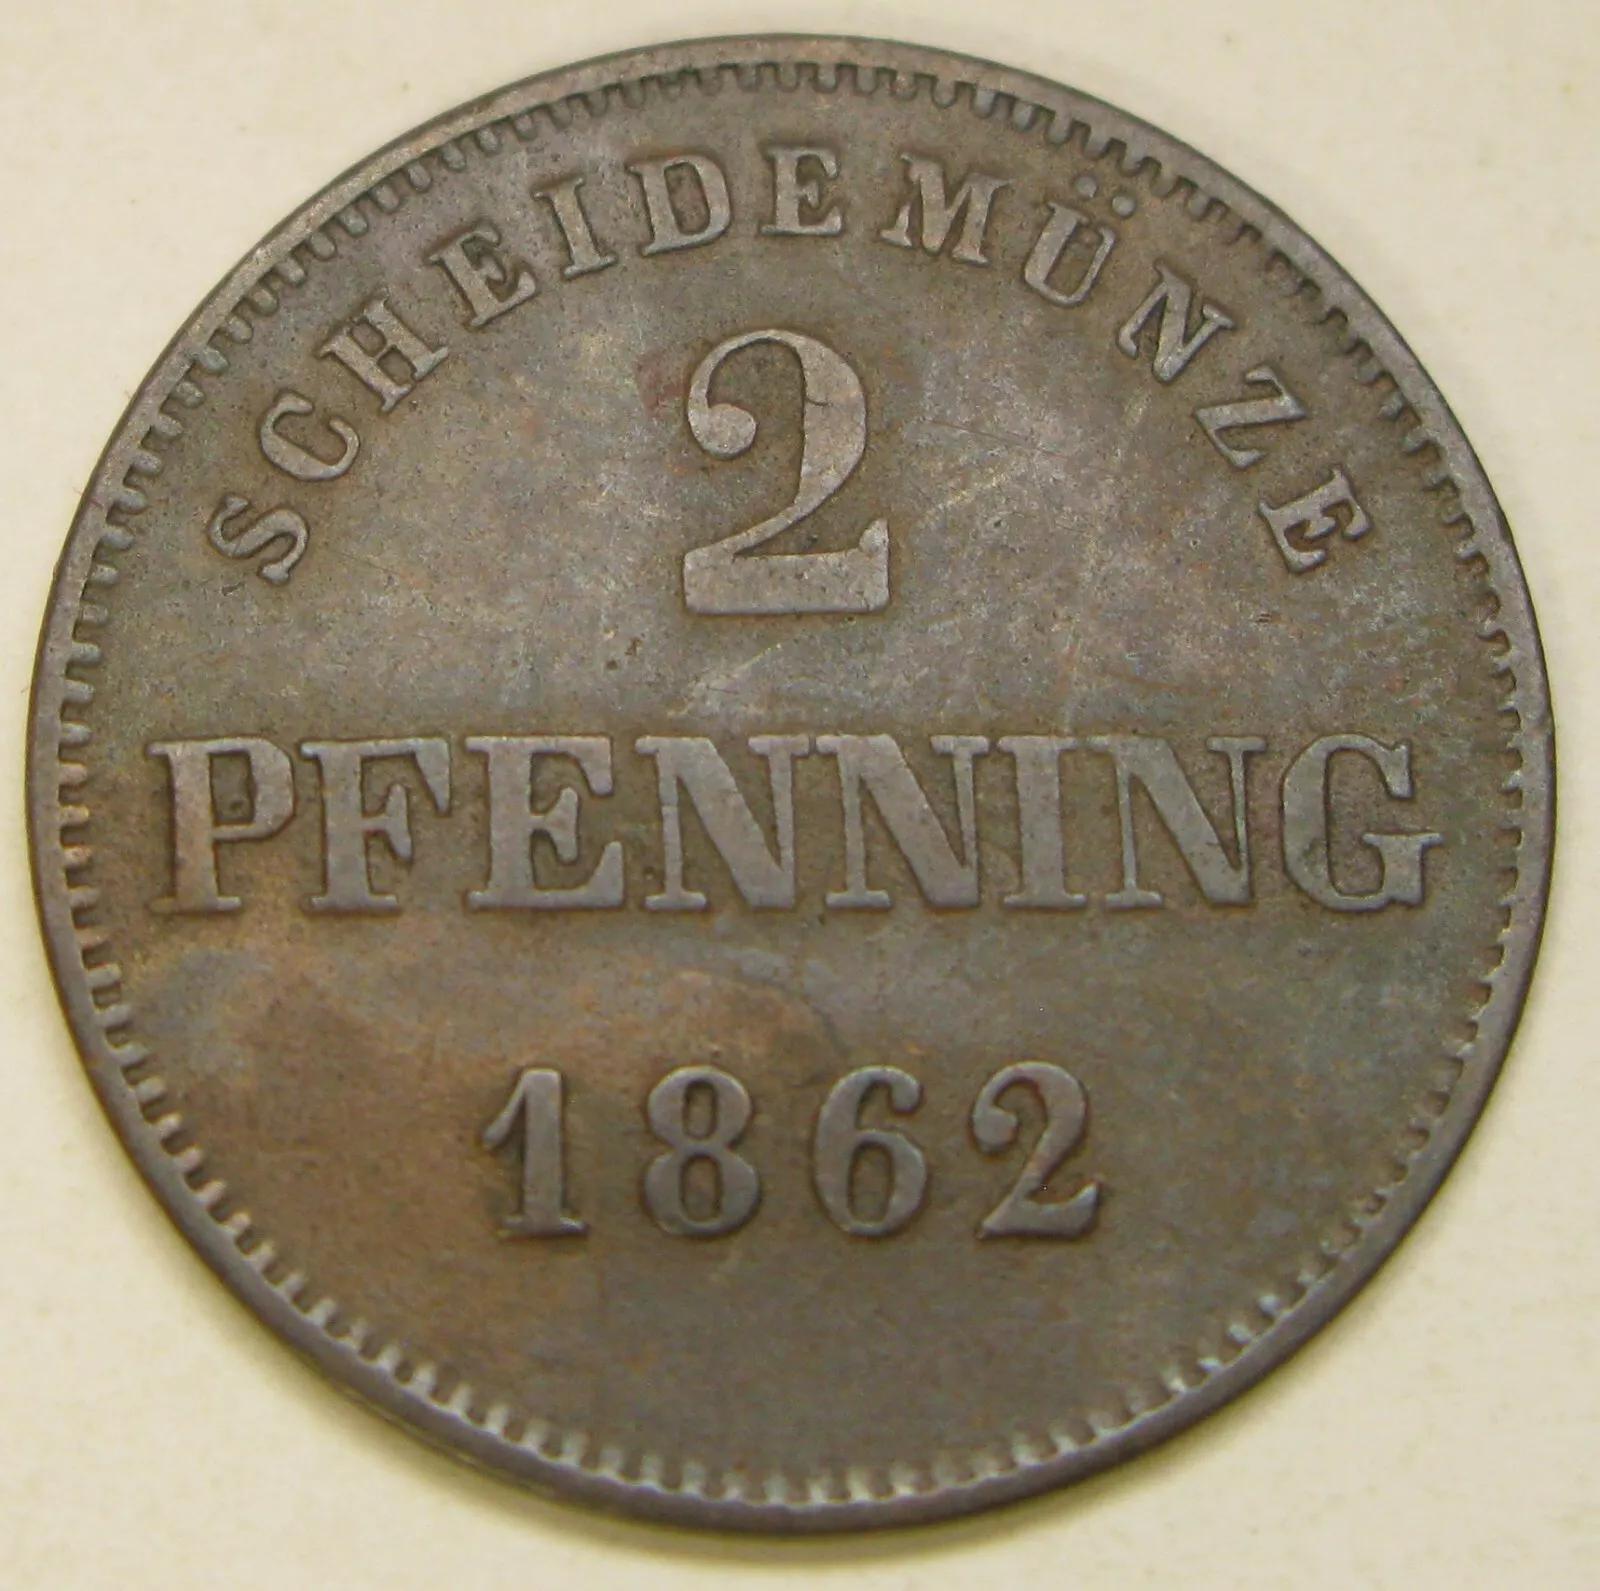 SCHEIDEMÜNZE
2
PFENNING
1862